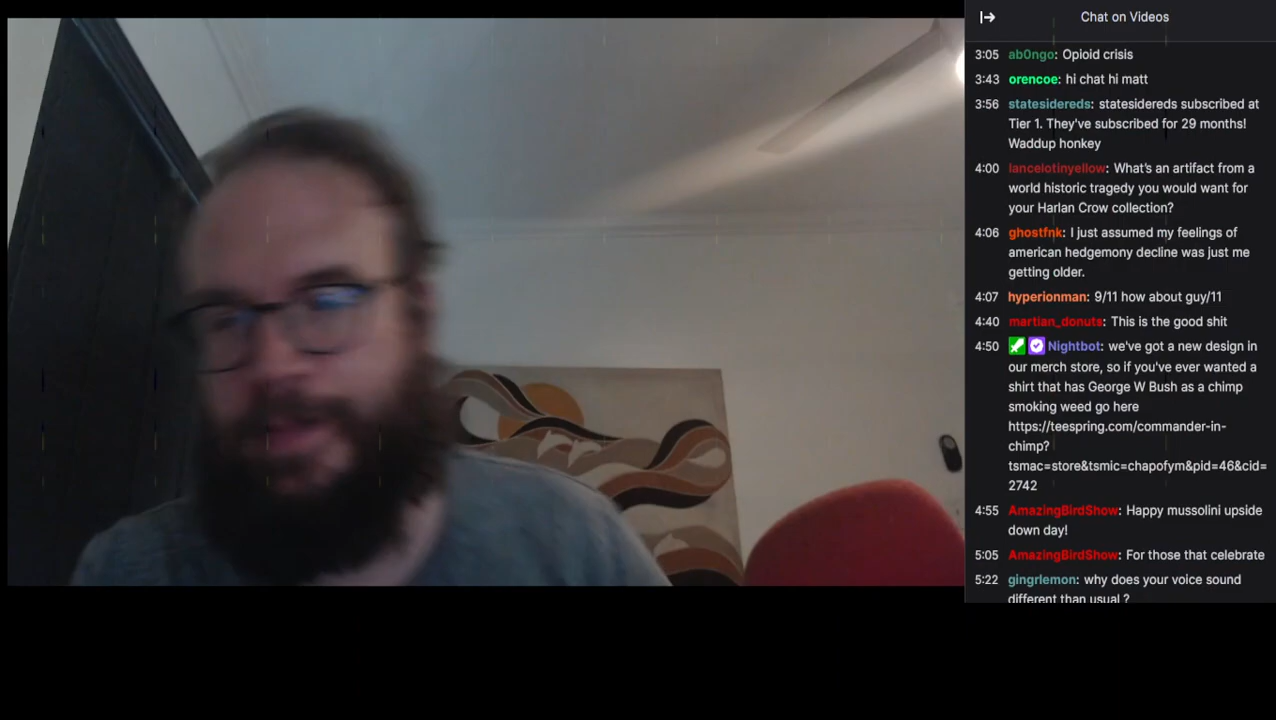 Chat on Videos
3:05 ab0ngo: Opioid crisis
3:43 orencoe: hi chat hi matt
3:56 statesidereds: statesidereds subscribed at
Tier 1. They've subscribed for 29 months!
Waddup honkey
4:00 lancelotinyellow: What's an artifact from a
world historic tragedy you would want for
your Harlan Crow collection?
4:06 ghostfnk: I just assumed my feelings of
american hedgemony decline was just me
getting older.
4:07 hyperionman: 9/11 how about guy/11
4:40 martian_donuts: This is the good shit
4:50 Nightbot: we've got a new design in
our merch store, so if you've ever wanted a
shirt that has George W Bush as a chimp
smoking weed go here
https://teespring.com/commander-in-
chimp?
tsmac=store&tsmic=chapofym&pid=46&cid=
2742
4:55 AmazingBirdShow: Happy mussolini upside
down day!
5:05 AmazingBirdShow: For those that celebrate
5:22 gingrlemon: why does your voice sound
different than usual ?